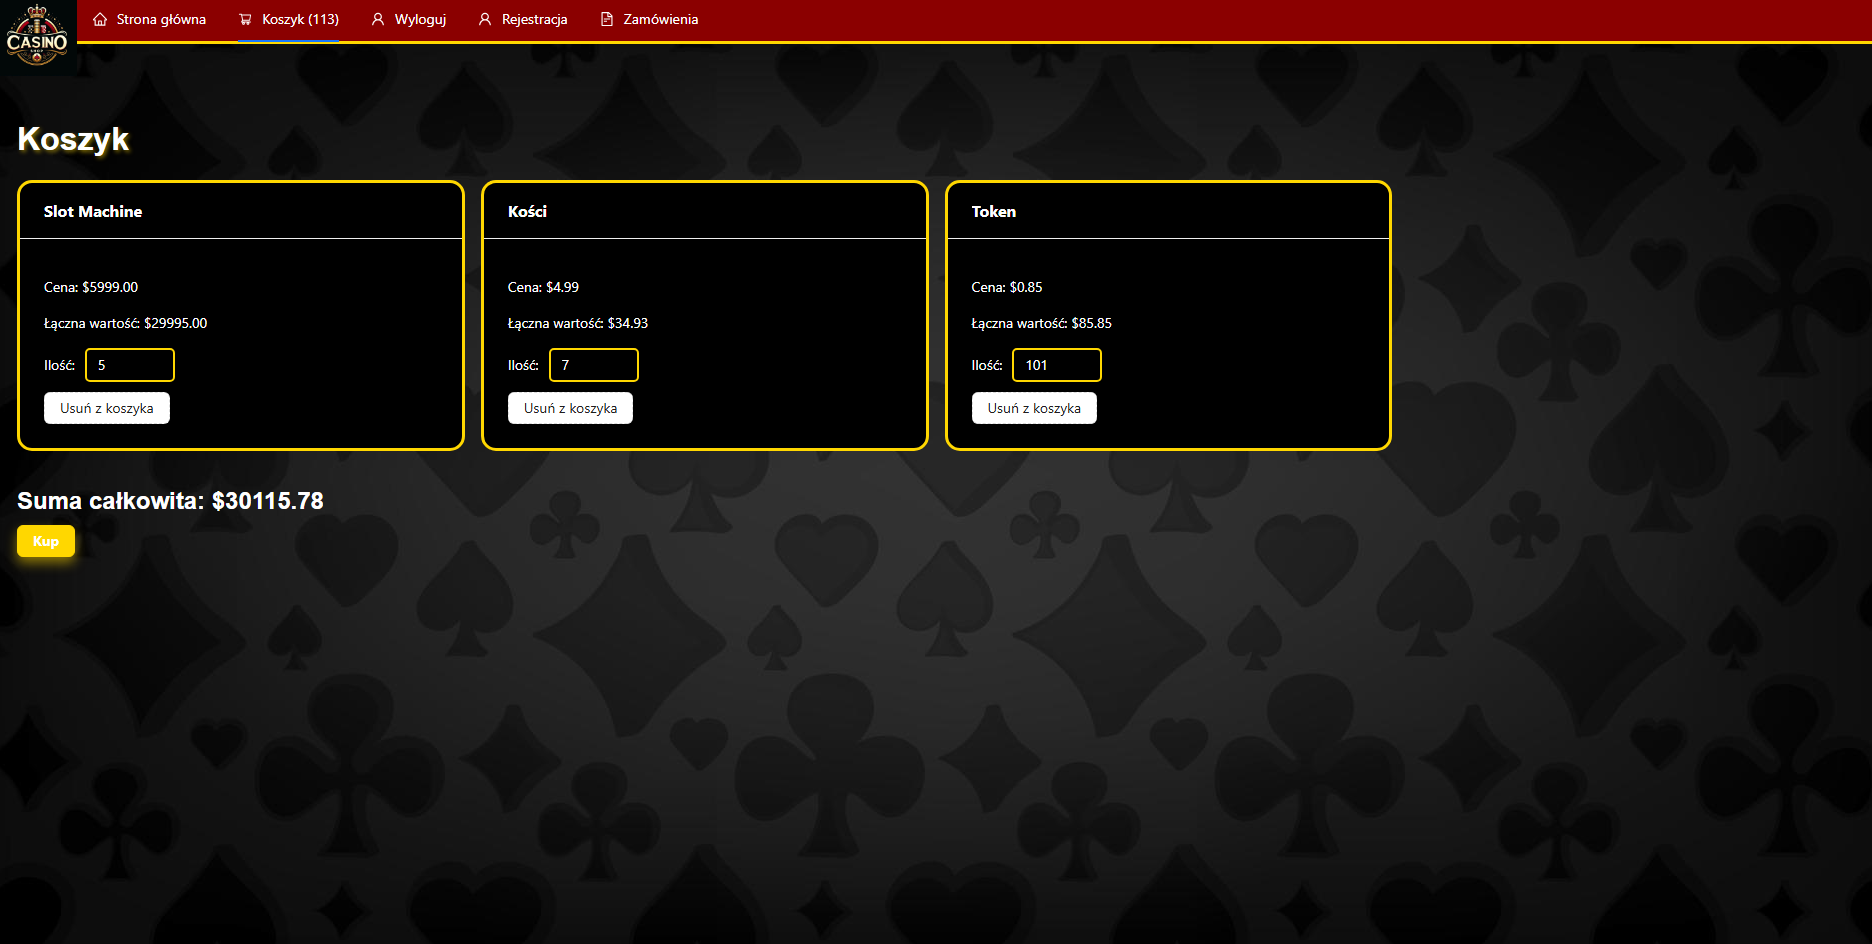 CASINO
SHOP
Strona główna
Koszyk (113)
Wyloguj
Rejestracja
Zamówienia
Koszyk
Slot Machine
Cena: $5999.00
Łączna wartość: $29995.00
Ilość: 5
Usuń z koszyka
Kości
Cena: $4.99
Łączna wartość: $34.93
Ilość: 7
Usuń z koszyka
Token
Cena: $0.85
Łączna wartość: $85.85
Ilość: 101
Usuń z koszyka
Suma całkowita: $30115.78
Kup